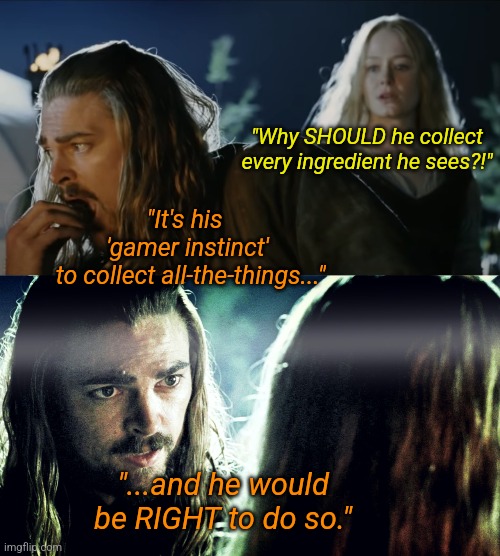 "Why SHOULD he collect
every ingredient he sees?!"
"It's his
'gamer instinct'
to collect all-the-things..."
"...and he would
be RIGHT to do so."
imgflip.com